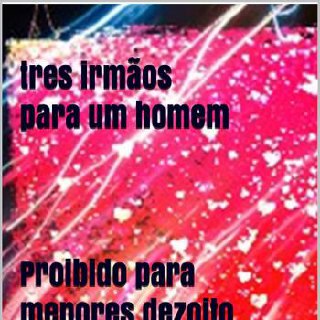 tres irmãos
para um homem
Proibido para
menores dezoito